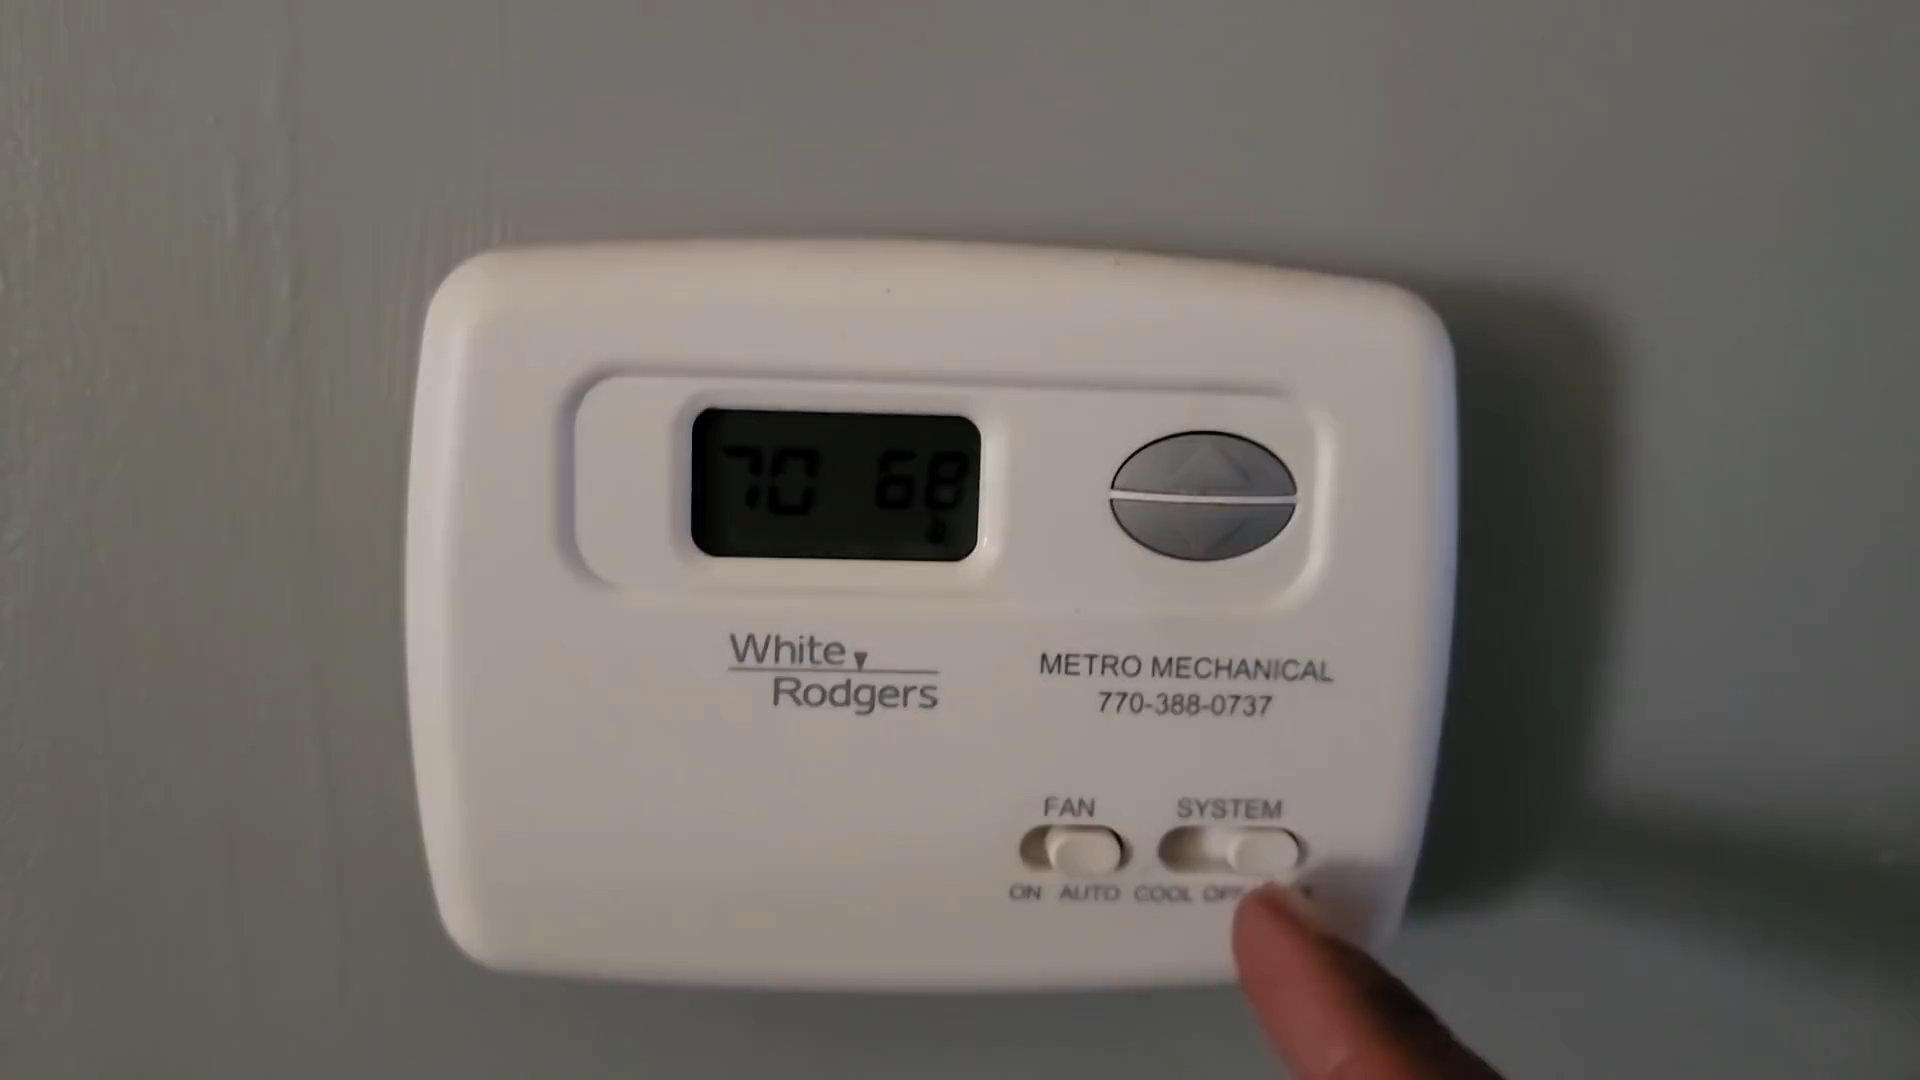 70 68
White
Rodgers
METRO MECHANICAL
770-388-0737
FAN
SYSTEM
ON AUTO COOL